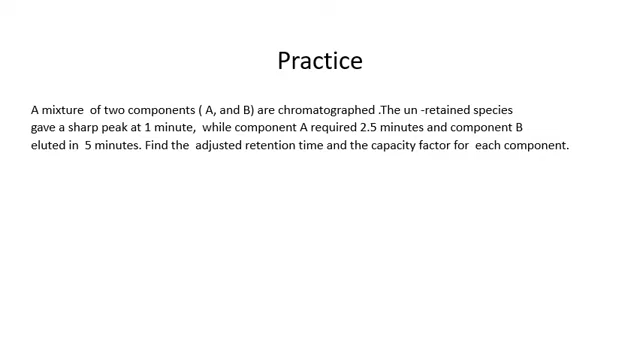 Practice
A mixture of two components ( A, and B) are chromatographed .The un -retained species
gave a sharp peak at 1 minute, while component A required 2.5 minutes and component B
eluted in 5 minutes. Find the adjusted retention time and the capacity factor for each component.